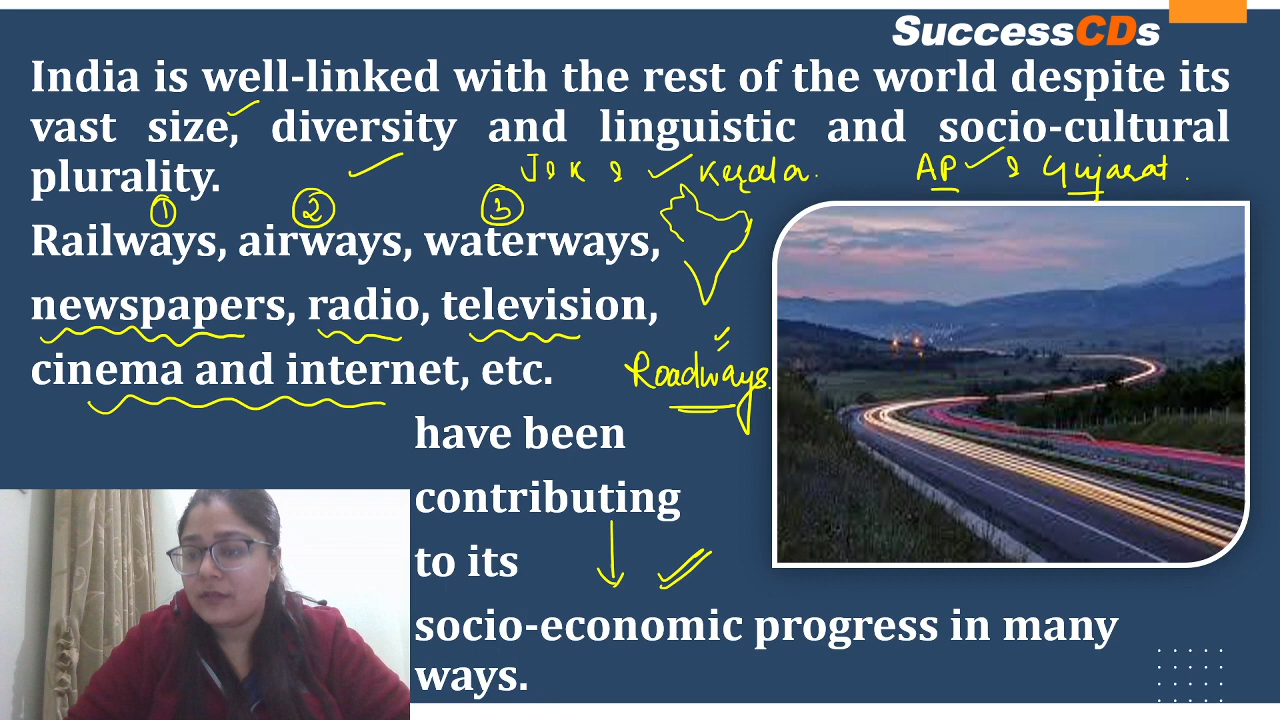 SuccessCDs
India is well-linked with the rest of the world despite its
vast size, diversity and linguistic and socio-cultural
plurality.
J & K & Kerala. AP & Gujarat.
1 2 3
Railways, airways, waterways,
newspapers, radio, television,
cinema and internet, etc.
Roadways.
have been
contributing
to its
socio-economic progress in many
ways.